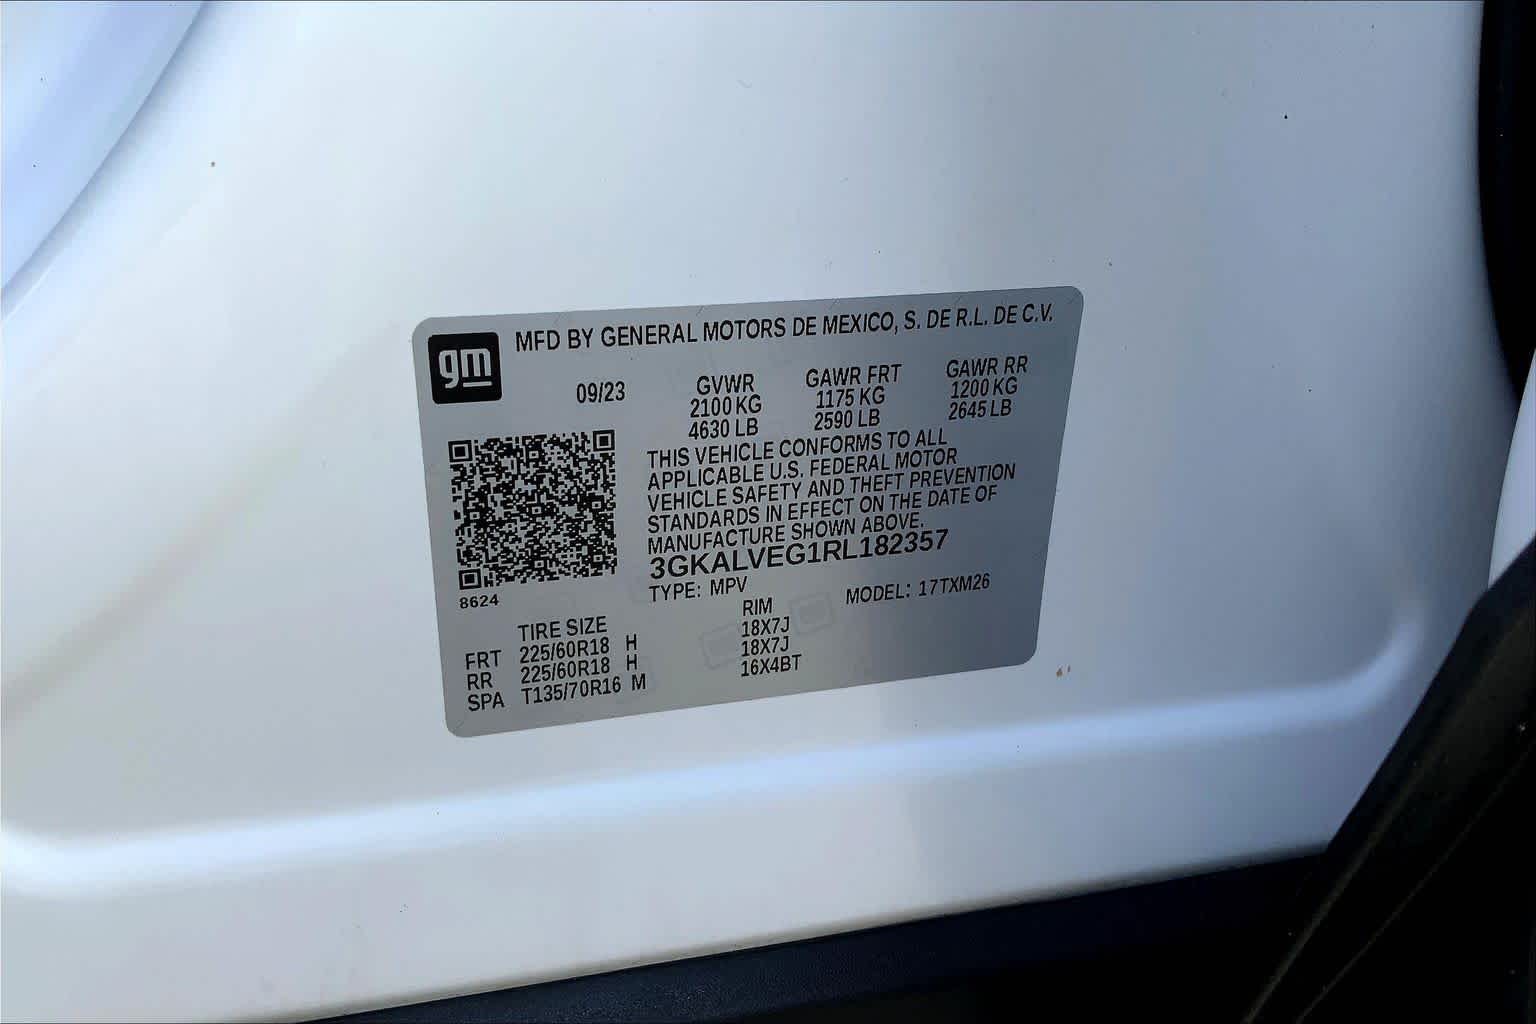 gm
MFD BY GENERAL MOTORS DE MEXICO, S. DE R.L. DE C.V.
09/23 GVWR GAWR FRT GAWR RR
2100 KG 1175 KG 1200 KG
4630 LB 2590 LB 2645 LB
THIS VEHICLE CONFORMS TO ALL
APPLICABLE U.S. FEDERAL MOTOR
VEHICLE SAFETY AND THEFT PREVENTION
STANDARDS IN EFFECT ON THE DATE OF
MANUFACTURE SHOWN ABOVE.
3GKALVEG1RL182357
8624
TYPE: MPV MODEL: 17TXM26
TIRE SIZE RIM
FRT 225/60R18 H 18X7J
RR 225/60R18 H 18X7J
SPA T135/70R16 M 16X4BT